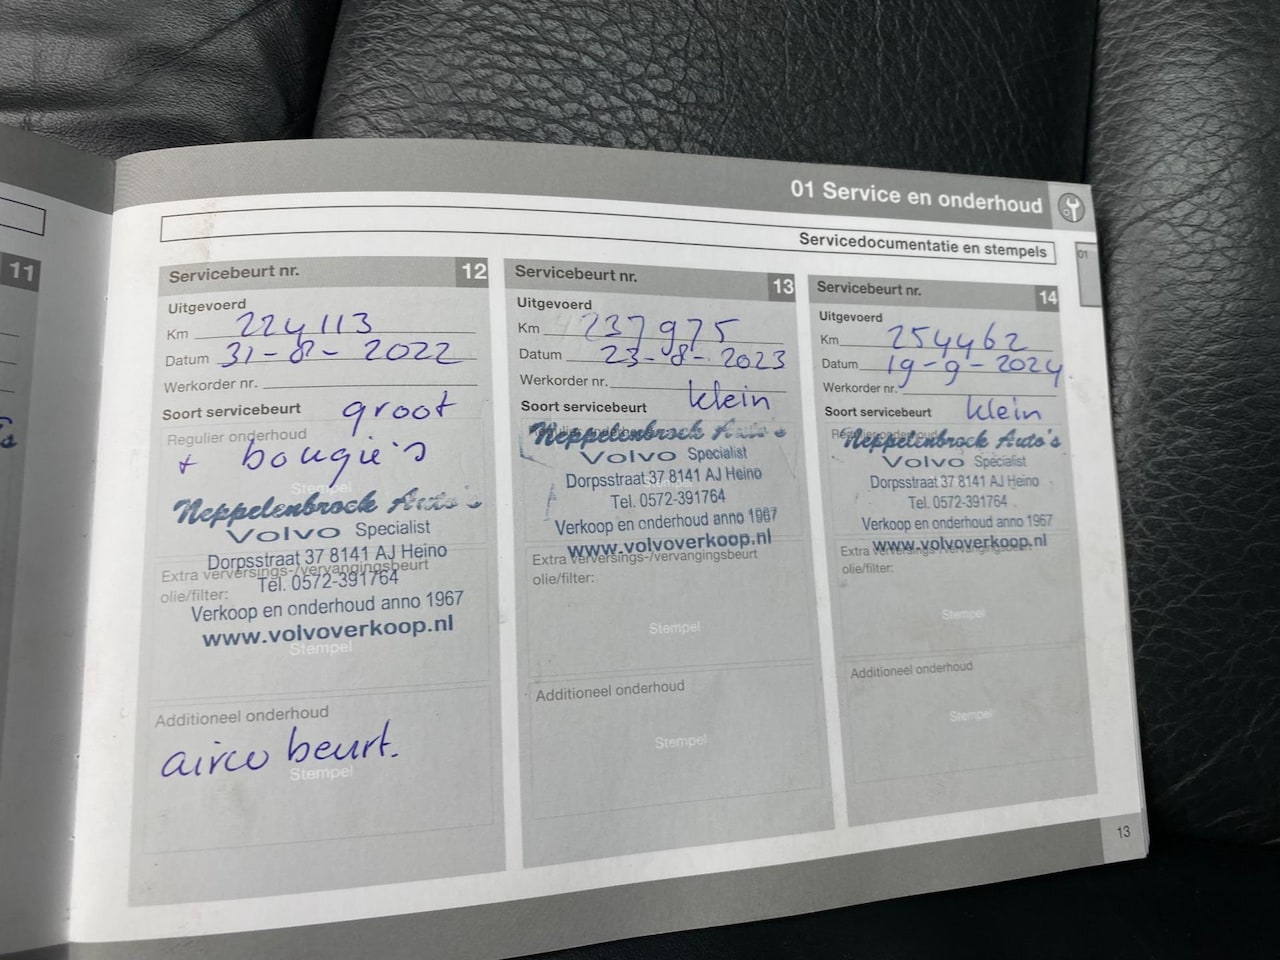 01 Service en onderhoud
Servicedocumentatie en stempels
01
11
Servicebeurt nr. 12
Uitgevoerd
Km 224113
Datum 31-8-2022
Werkorder nr.
Soort servicebeurt groot
Regulier onderhoud
+ bougie's
Stempel
Neppelenbroek Auto's
Volvo Specialist
Dorpsstraat 37 8141 AJ Heino
Extra verversings-/vervangingsbeurt
olie/filter:
Tel. 0572-391764
Verkoop en onderhoud anno 1967
www.volvoverkoop.nl
Stempel
Additioneel onderhoud
airco beurt.
Stempel
Servicebeurt nr. 13
Uitgevoerd
Km 237975
Datum 23-8-2023
Werkorder nr.
Soort servicebeurt klein
Neppelenbroek Auto's
Volvo Specialist
Dorpsstraat 37 8141 AJ Heino
Tel. 0572-391764
Verkoop en onderhoud anno 1967
www.volvoverkoop.nl
Extra verversings-/vervangingsbeurt
olie/filter:
Stempel
Additioneel onderhoud
Stempel
Servicebeurt nr. 14
Uitgevoerd
Km 254462
Datum 19-9-2024
Werkorder nr.
Soort servicebeurt klein
Neppelenbroek Auto's
Volvo Specialist
Dorpsstraat 37 8141 AJ Heino
Tel. 0572-391764
Verkoop en onderhoud anno 1967
www.volvoverkoop.nl
Extra verversings-/vervangingsbeurt
olie/filter:
Stempel
Additioneel onderhoud
Stempel
13